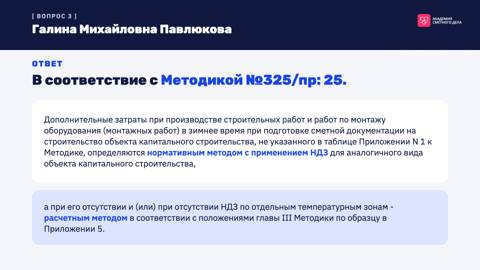 [ ВОПРОС 3 ]
Галина Михайловна Павлюкова
АКАДЕМИЯ
СМЕТНОГО ДЕЛА
ОТВЕТ
В соответствие с Методикой №325/пр: 25.
Дополнительные затраты при производстве строительных работ и работ по монтажу
оборудования (монтажных работ) в зимнее время при подготовке сметной документации на
строительство объекта капитального строительства, не указанного в таблице Приложении N 1 к
Методике, определяются нормативным методом с применением НДЗ для аналогичного вида
объекта капитального строительства,
а при его отсутствии и (или) при отсутствии НДЗ по отдельным температурным зонам -
расчетным методом в соответствии с положениями главы III Методики по образцу в
Приложении 5.